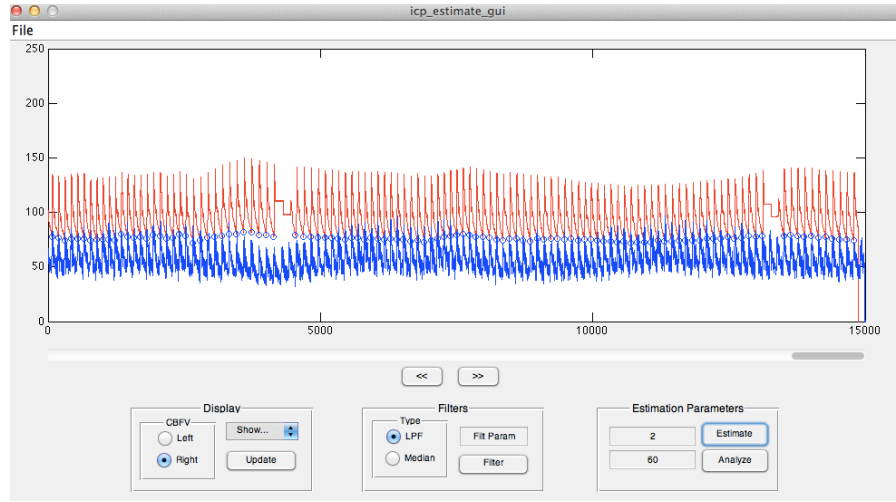 icp_estimate_gui
File
250
200
150
100
50
0
0 5000 10000 15000
<< >>
Display
CBFV
Left
Right
Show...
Update
Filters
Type
LPF
Median
Filt Param
Filter
Estimation Parameters
2 Estimate
60 Analyze